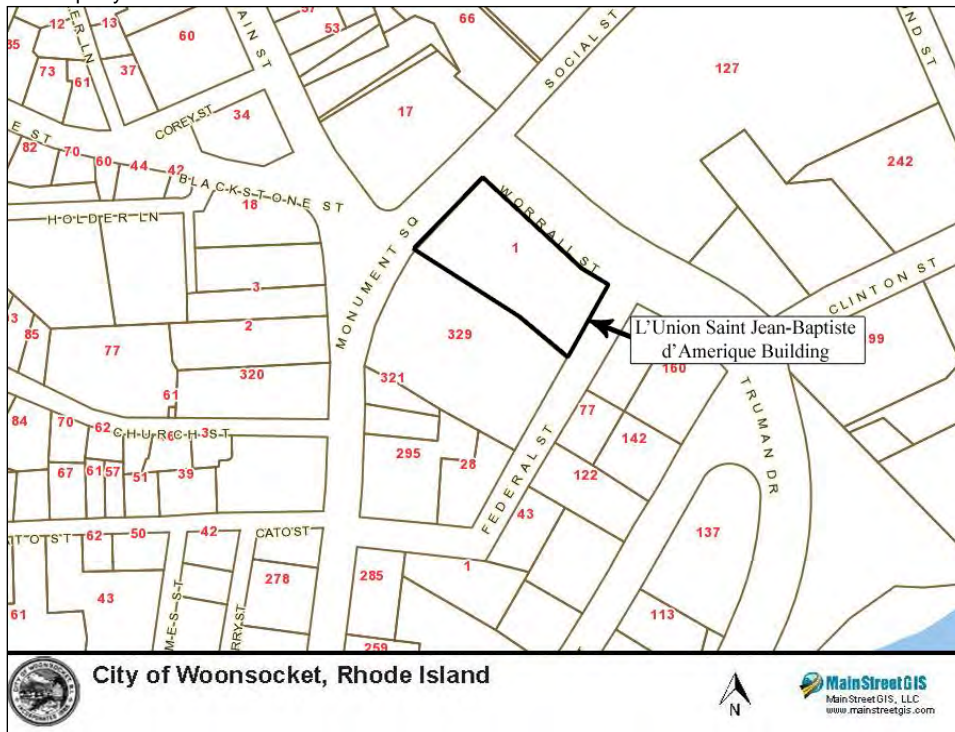 12
13
60
57
53
66
SOCIAL ST
127
73
61
37
COREY ST
34
17
242
82
70
60
44
42
BLACKSTONE ST
HOLDER LN
18
MONUMENT SQ
WORRALL ST
1
3
2
CLINTON ST
L'Union Saint Jean-Baptiste
d'Amerique Building
85
77
329
99
320
321
160
61
TRUMAN DR
84
70
62
CHURCH ST
77
142
67
61
57
51
39
295
28
122
FEDERAL ST
43
137
62
50
42
CATO ST
278
285
1
43
61
113
259
City of Woonsocket, Rhode Island
CITY OF WOONSOCKET, R.I.
N
MainStreetGIS
MainStreetGIS, LLC
www.mainstreetgis.com